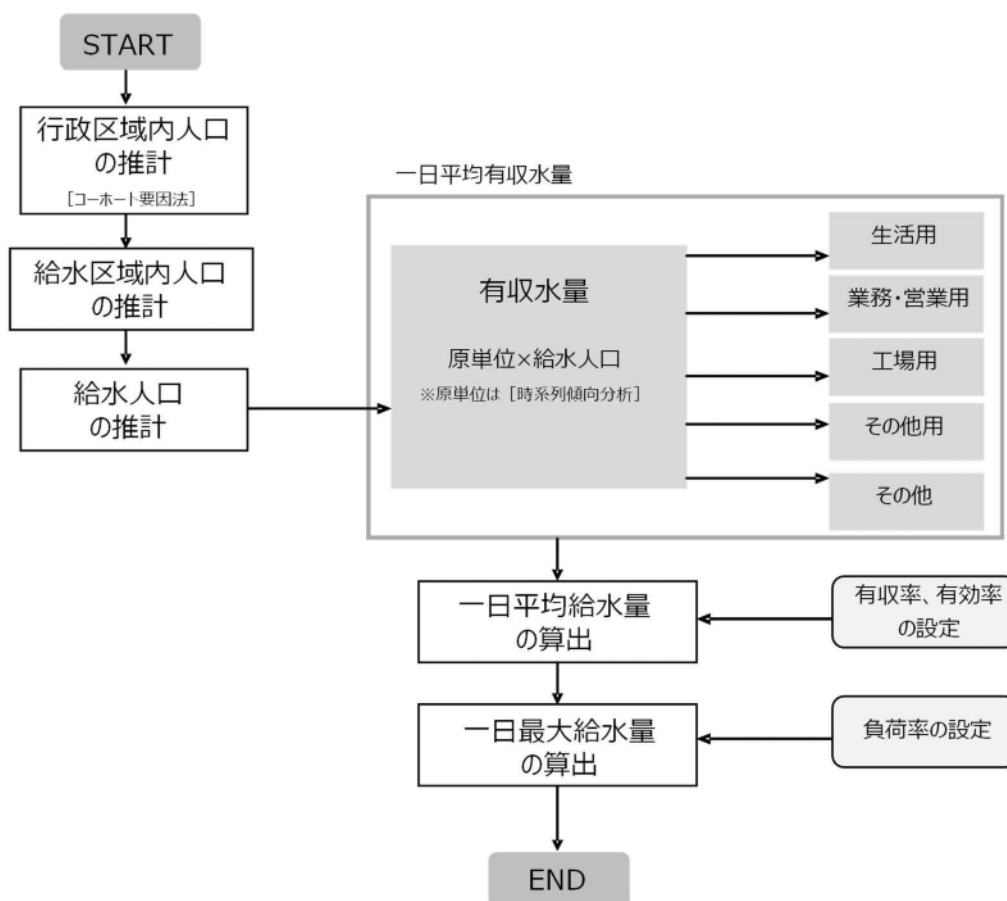 START
行政区域内人口
の推計
[コーホート要因法]
給水区域内人口
の推計
給水人口
の推計
一日平均有収水量
有収水量
原単位×給水人口
※原単位は［時系列傾向分析］
生活用
業務・営業用
工場用
その他用
その他
一日平均給水量
の算出
有収率、有効率
の設定
一日最大給水量
の算出
負荷率の設定
END